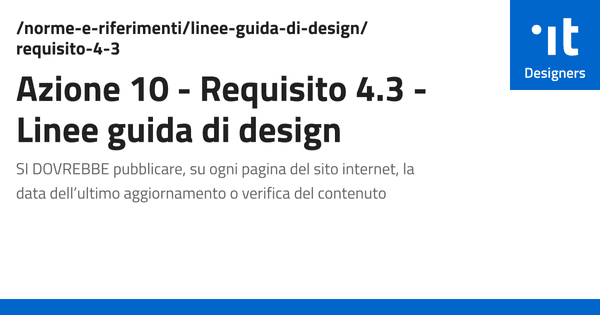 /norme-e-riferimenti/linee-guida-di-design/
requisito-4-3
Azione 10 - Requisito 4.3 -
Linee guida di design
SI DOVREBBE pubblicare, su ogni pagina del sito internet, la
data dell’ultimo aggiornamento o verifica del contenuto
it
Designers